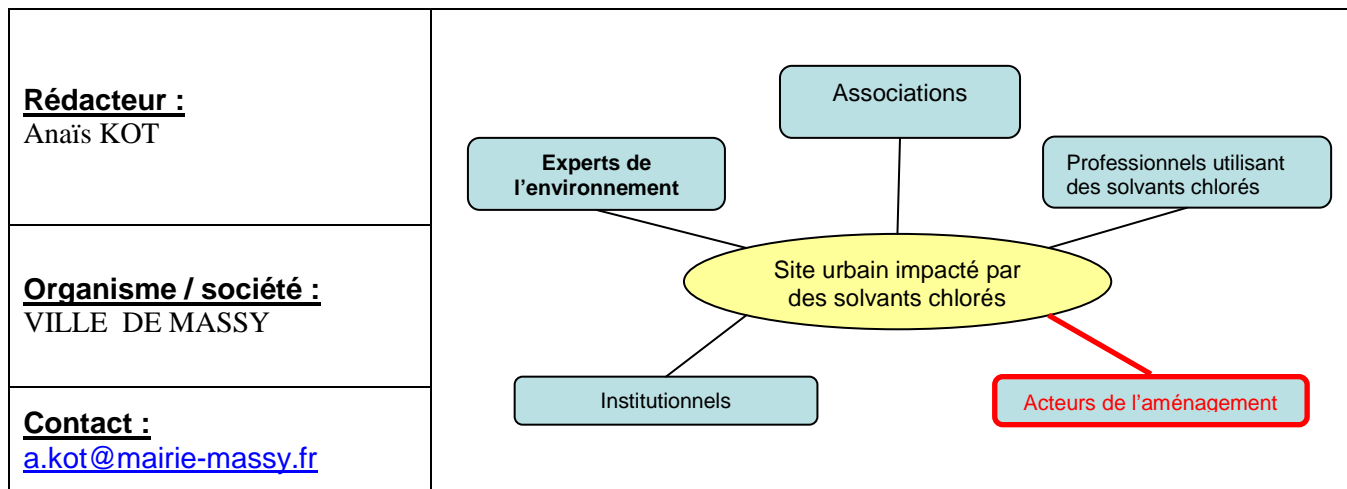 Rédacteur :
Anaïs KOT
Organisme / société :
VILLE DE MASSY
Contact :
a.kot@mairie-massy.fr
Associations
Experts de
l’environnement
Professionnels utilisant
des solvants chlorés
Site urbain impacté par
des solvants chlorés
Institutionnels
Acteurs de l’aménagement